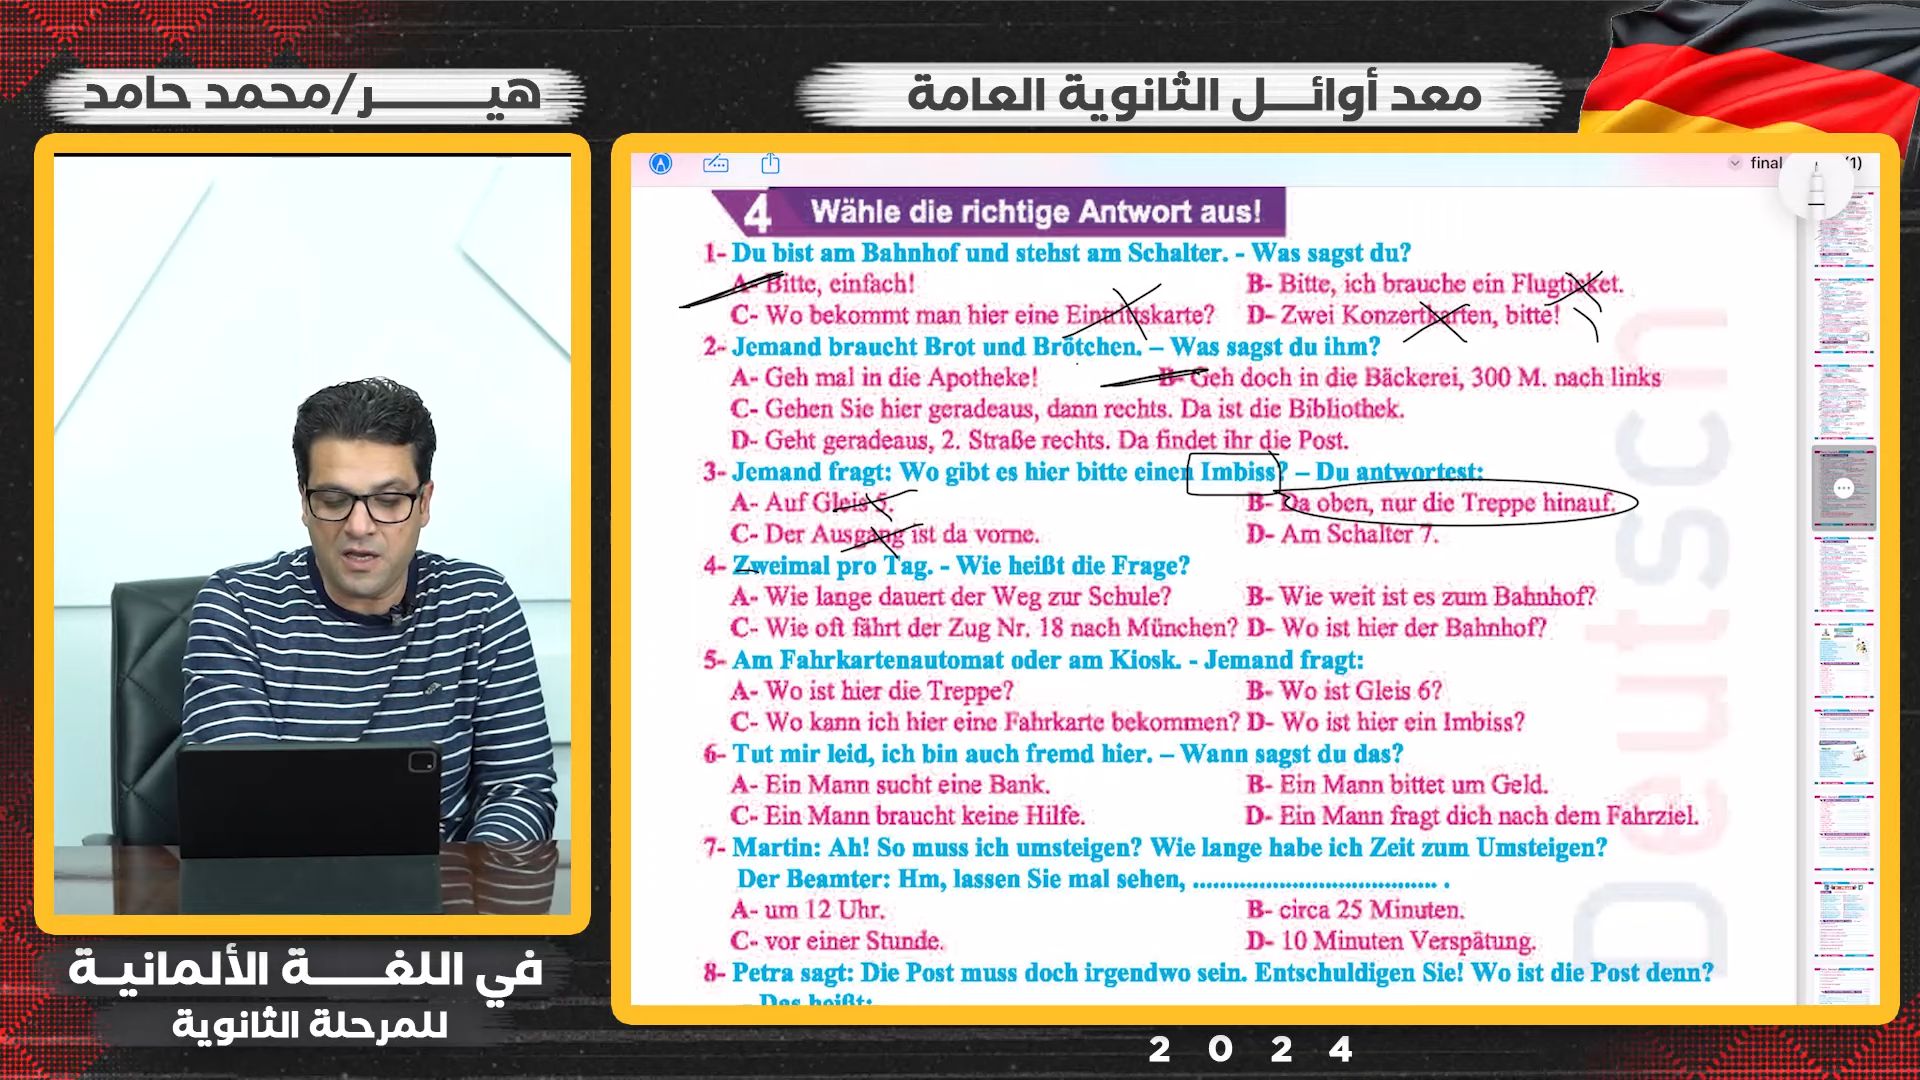 هيـــر/محمد حامد
معد أوائـل الثانوية العامة
final
(1)
4 Wähle die richtige Antwort aus!
1- Du bist am Bahnhof und stehst am Schalter. - Was sagst du?
A- Bitte, einfach! B- Bitte, ich brauche ein Flugticket.
C- Wo bekommt man hier eine Eintrittskarte? D- Zwei Konzertkarten, bitte!
2- Jemand braucht Brot und Brötchen. – Was sagst du ihm?
A- Geh mal in die Apotheke! B- Geh doch in die Bäckerei, 300 M. nach links
C- Gehen Sie hier geradeaus, dann rechts. Da ist die Bibliothek.
D- Geht geradeaus, 2. Straße rechts. Da findet ihr die Post.
3- Jemand fragt: Wo gibt es hier bitte einen Imbiss? – Du antwortest:
A- Auf Gleis 5. B- Da oben, nur die Treppe hinauf.
C- Der Ausgang ist da vorne. D- Am Schalter 7.
4- Zweimal pro Tag. - Wie heißt die Frage?
A- Wie lange dauert der Weg zur Schule? B- Wie weit ist es zum Bahnhof?
C- Wie oft fährt der Zug Nr. 18 nach München? D- Wo ist hier der Bahnhof?
5- Am Fahrkartenautomat oder am Kiosk. - Jemand fragt:
A- Wo ist hier die Treppe? B- Wo ist Gleis 6?
C- Wo kann ich hier eine Fahrkarte bekommen? D- Wo ist hier ein Imbiss?
6- Tut mir leid, ich bin auch fremd hier. – Wann sagst du das?
A- Ein Mann sucht eine Bank. B- Ein Mann bittet um Geld.
C- Ein Mann braucht keine Hilfe. D- Ein Mann fragt dich nach dem Fahrziel.
7- Martin: Ah! So muss ich umsteigen? Wie lange habe ich Zeit zum Umsteigen?
Der Beamter: Hm, lassen Sie mal sehen, .................................... .
A- um 12 Uhr. B- circa 25 Minuten.
C- vor einer Stunde. D- 10 Minuten Verspätung.
8- Petra sagt: Die Post muss doch irgendwo sein. Entschuldigen Sie! Wo ist die Post denn?
- Das heißt:
Deutsch
في اللغـــة الألمانيـة
للمرحلة الثانوية
2024